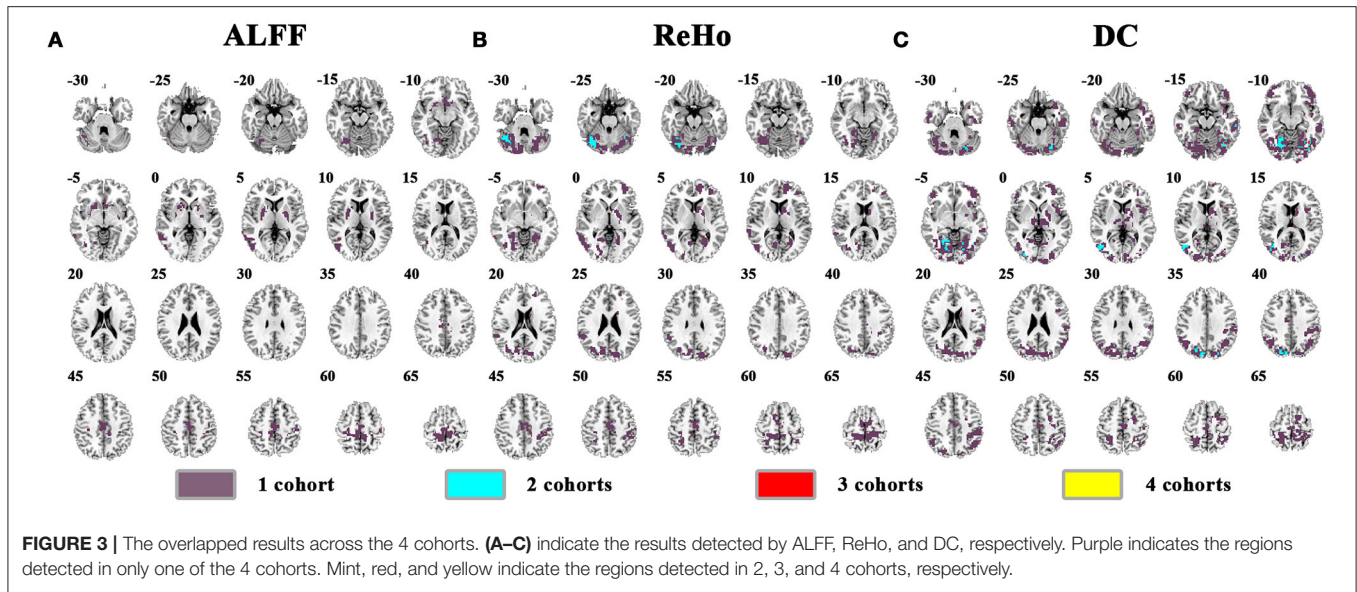 A ALFF B ReHo C DC
-30 -25 -20 -15 -10 -30 -25 -20 -15 -10 -30 -25 -20 -15 -10
-5 0 5 10 15 -5 0 5 10 15 -5 0 5 10 15
20 25 30 35 40 20 25 30 35 40 20 25 30 35 40
45 50 55 60 65 45 50 55 60 65 45 50 55 60 65
1 cohort 2 cohorts 3 cohorts 4 cohorts
FIGURE 3 | The overlapped results across the 4 cohorts. (A–C) indicate the results detected by ALFF, ReHo, and DC, respectively. Purple indicates the regions
detected in only one of the 4 cohorts. Mint, red, and yellow indicate the regions detected in 2, 3, and 4 cohorts, respectively.